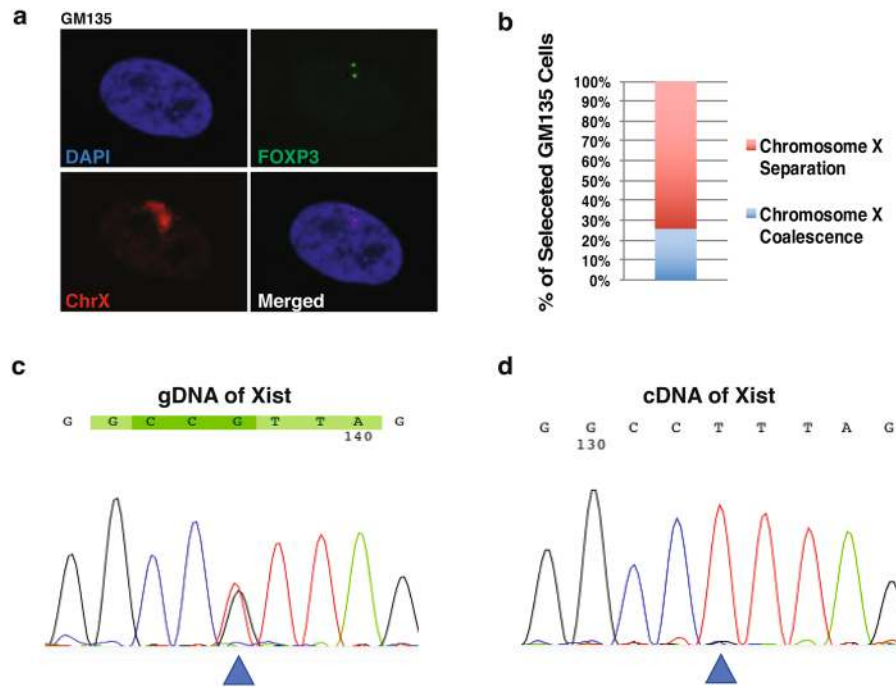 a
GM135
DAPI
FOXP3
ChrX
Merged
b
% of Seleceted GM135 Cells
100%
90%
80%
70%
60%
50%
40%
30%
20%
10%
0%
Chromosome X
Separation
Chromosome X
Coalescence
c
gDNA of Xist
G G C C G T T A G
140
d
cDNA of Xist
G G C C T T T A G
130